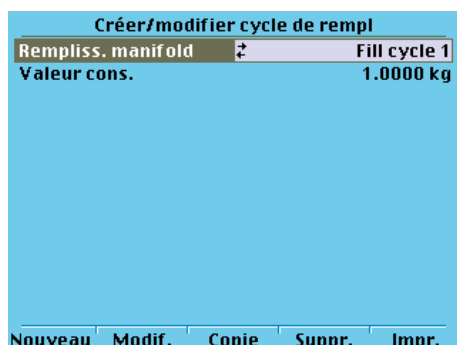 Créer/modifier cycle de rempl
Rempliss. manifold Fill cycle 1
Valeur cons. 1.0000 kg
Nouveau Modif. Copie Suppr. Impr.